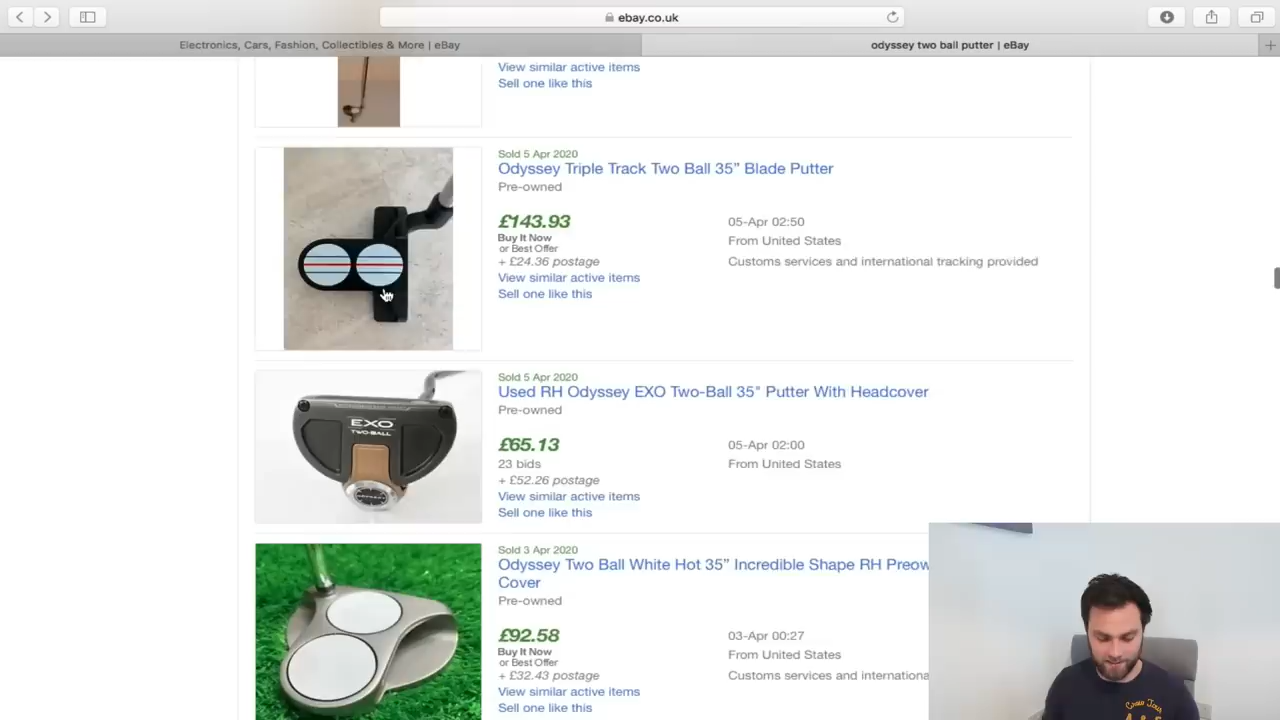 ebay.co.uk
Electronics, Cars, Fashion, Collectibles & More | eBay
odyssey two ball putter | eBay
View similar active items
Sell one like this
Sold 5 Apr 2020
Odyssey Triple Track Two Ball 35” Blade Putter
Pre-owned
£143.93
05-Apr 02:50
Buy It Now
From United States
or Best Offer
+ £24.36 postage
Customs services and international tracking provided
View similar active items
Sell one like this
Sold 5 Apr 2020
Used RH Odyssey EXO Two-Ball 35" Putter With Headcover
Pre-owned
EXO
TWO-BALL
£65.13
05-Apr 02:00
23 bids
From United States
+ £52.26 postage
View similar active items
Sell one like this
Sold 3 Apr 2020
Odyssey Two Ball White Hot 35” Incredible Shape RH Preow
Cover
Pre-owned
£92.58
03-Apr 00:27
Buy It Now
From United States
or Best Offer
+ £32.43 postage
Customs services and internationa
View similar active items
Sell one like this